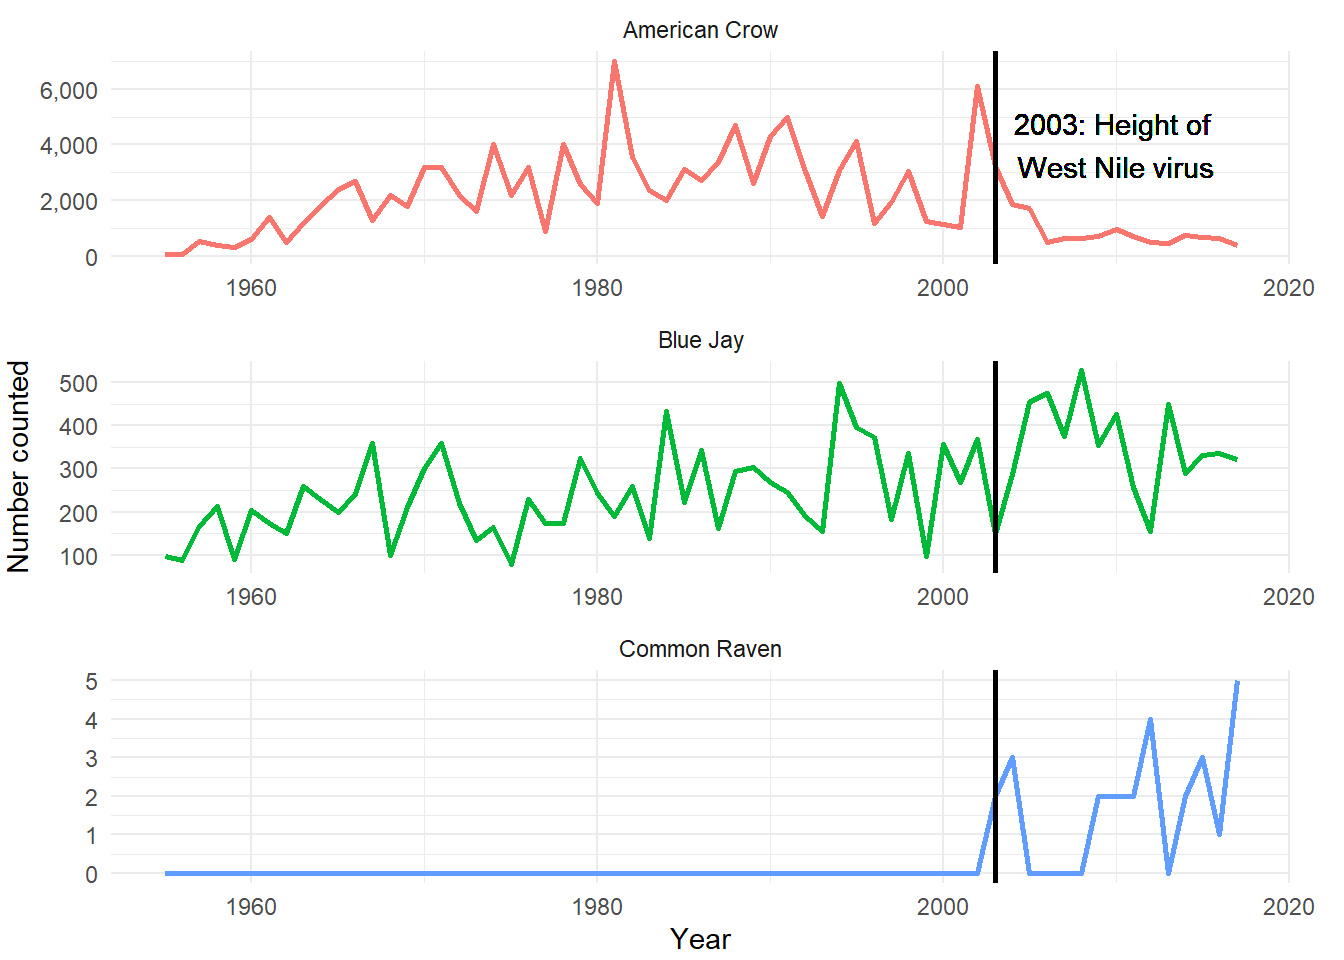 American Crow
6,000
4,000
2,000
0
2003: Height of
West Nile virus
1960 1980 2000 2020
Blue Jay
500
400
300
200
100
1960 1980 2000 2020
Number counted
Common Raven
5
4
3
2
1
0
1960 1980 2000 2020
Year